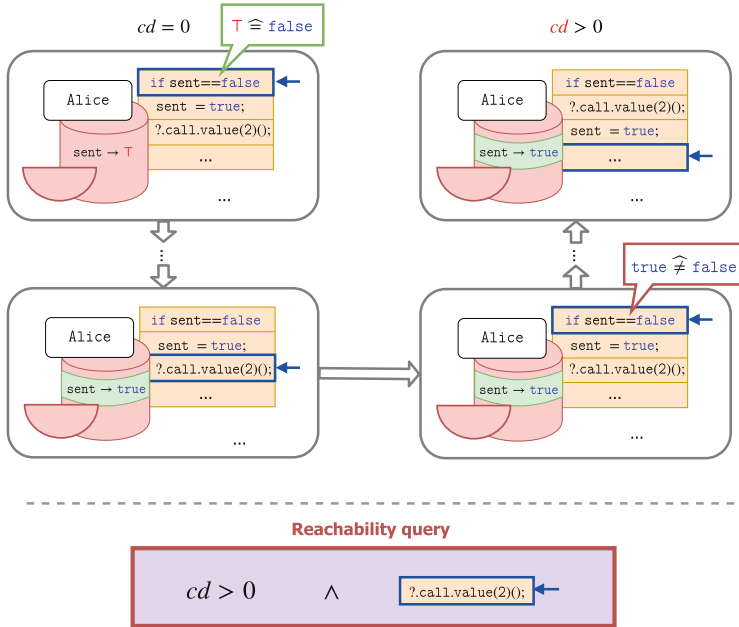 cd = 0
⊤ ≙ false
cd > 0
Alice
if sent==false
sent = true;
?.call.value(2)();
...
sent → ⊤
...
Alice
if sent==false
?.call.value(2)();
sent = true;
...
sent → true
...
...
...
true ≠̂ false
Alice
if sent==false
sent = true;
?.call.value(2)();
...
sent → true
...
Alice
if sent==false
sent = true;
?.call.value(2)();
...
sent → true
...
Reachability query
cd > 0 ∧ ?.call.value(2)();